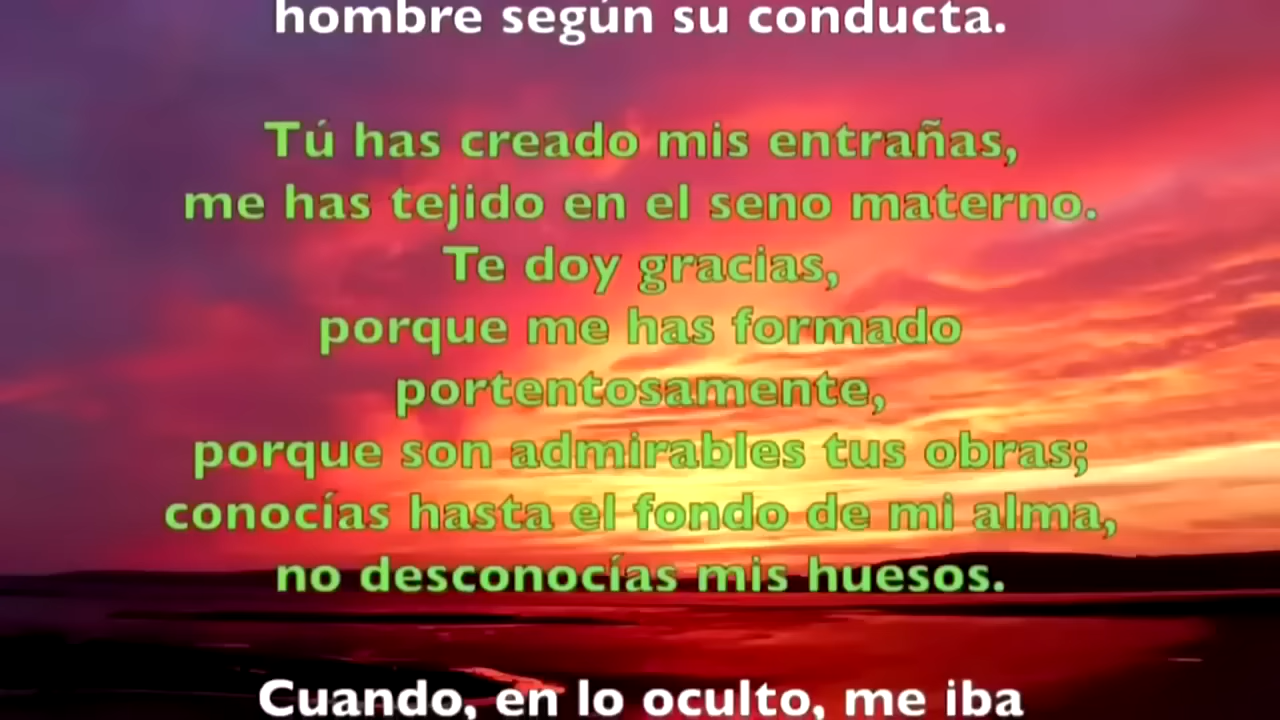 hombre según su conducta.
Tú has creado mis entrañas,
me has tejido en el seno materno.
Te doy gracias,
porque me has formado
portentosamente,
porque son admirables tus obras;
conocías hasta el fondo de mi alma,
no desconocías mis huesos.
Cuando, en lo oculto, me iba